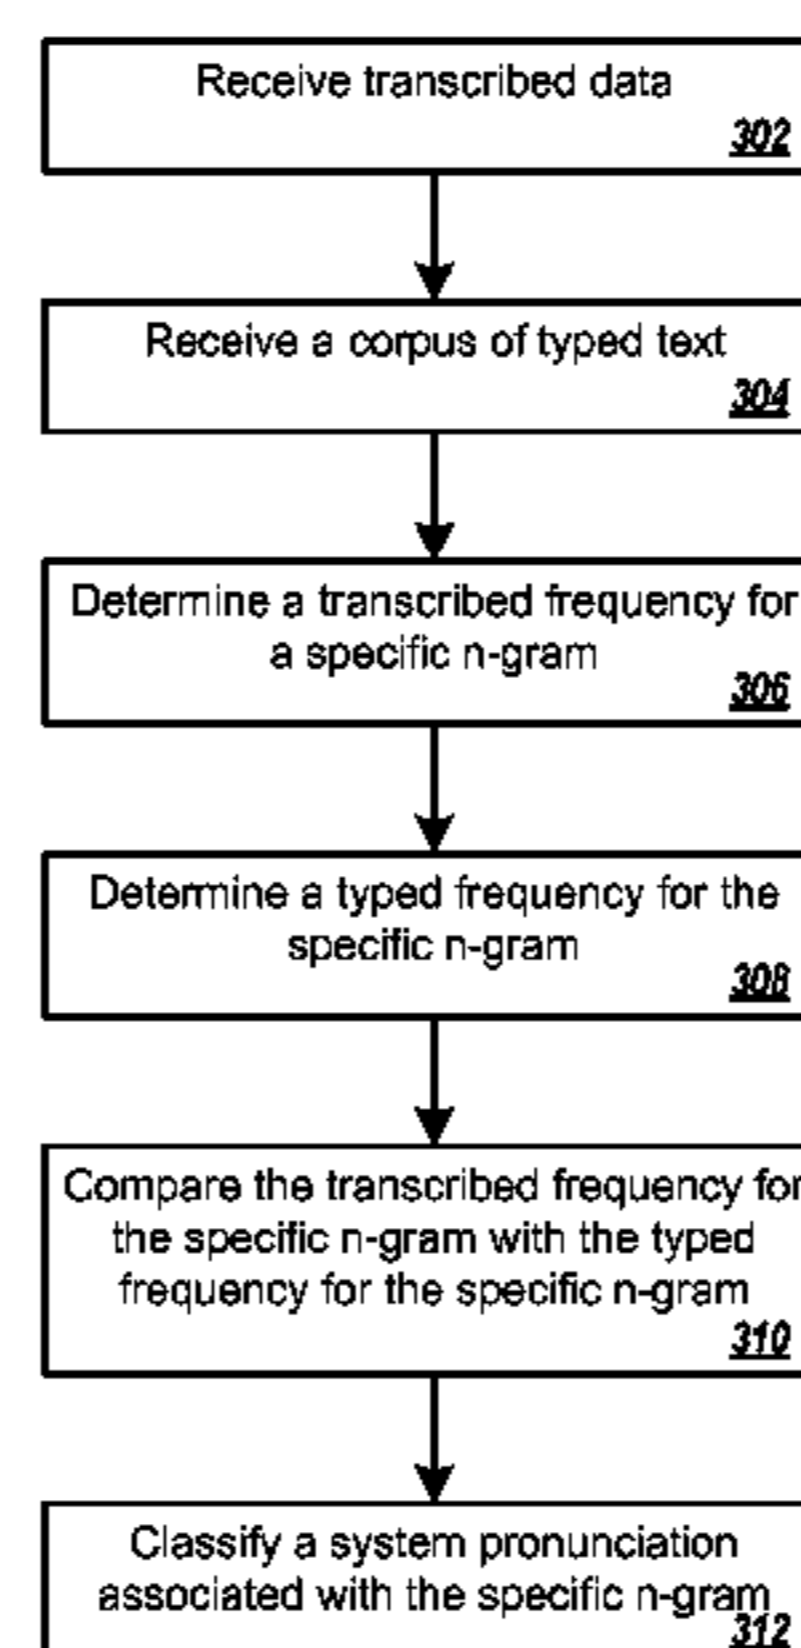 Receive transcribed data
302
Receive a corpus of typed text
304
Determine a transcribed frequency for
a specific n-gram
306
Determine a typed frequency for the
specific n-gram
308
Compare the transcribed frequency for
the specific n-gram with the typed
frequency for the specific n-gram
310
Classify a system pronunciation
associated with the specific n-gram
312